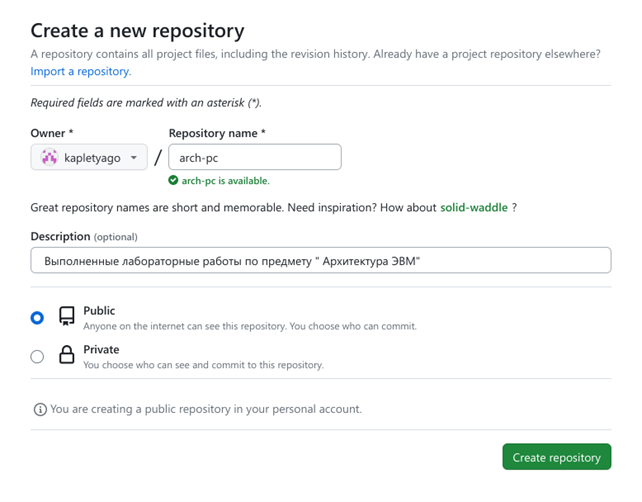 Create a new repository
A repository contains all project files, including the revision history. Already have a project repository elsewhere?
Import a repository.
Required fields are marked with an asterisk (*).
Owner * Repository name *
kapletyago / arch-pc
arch-pc is available.
Great repository names are short and memorable. Need inspiration? How about solid-waddle ?
Description (optional)
Выполненные лабораторные работы по предмету " Архитектура ЭВМ"
Public
Anyone on the internet can see this repository. You choose who can commit.
Private
You choose who can see and commit to this repository.
You are creating a public repository in your personal account.
Create repository